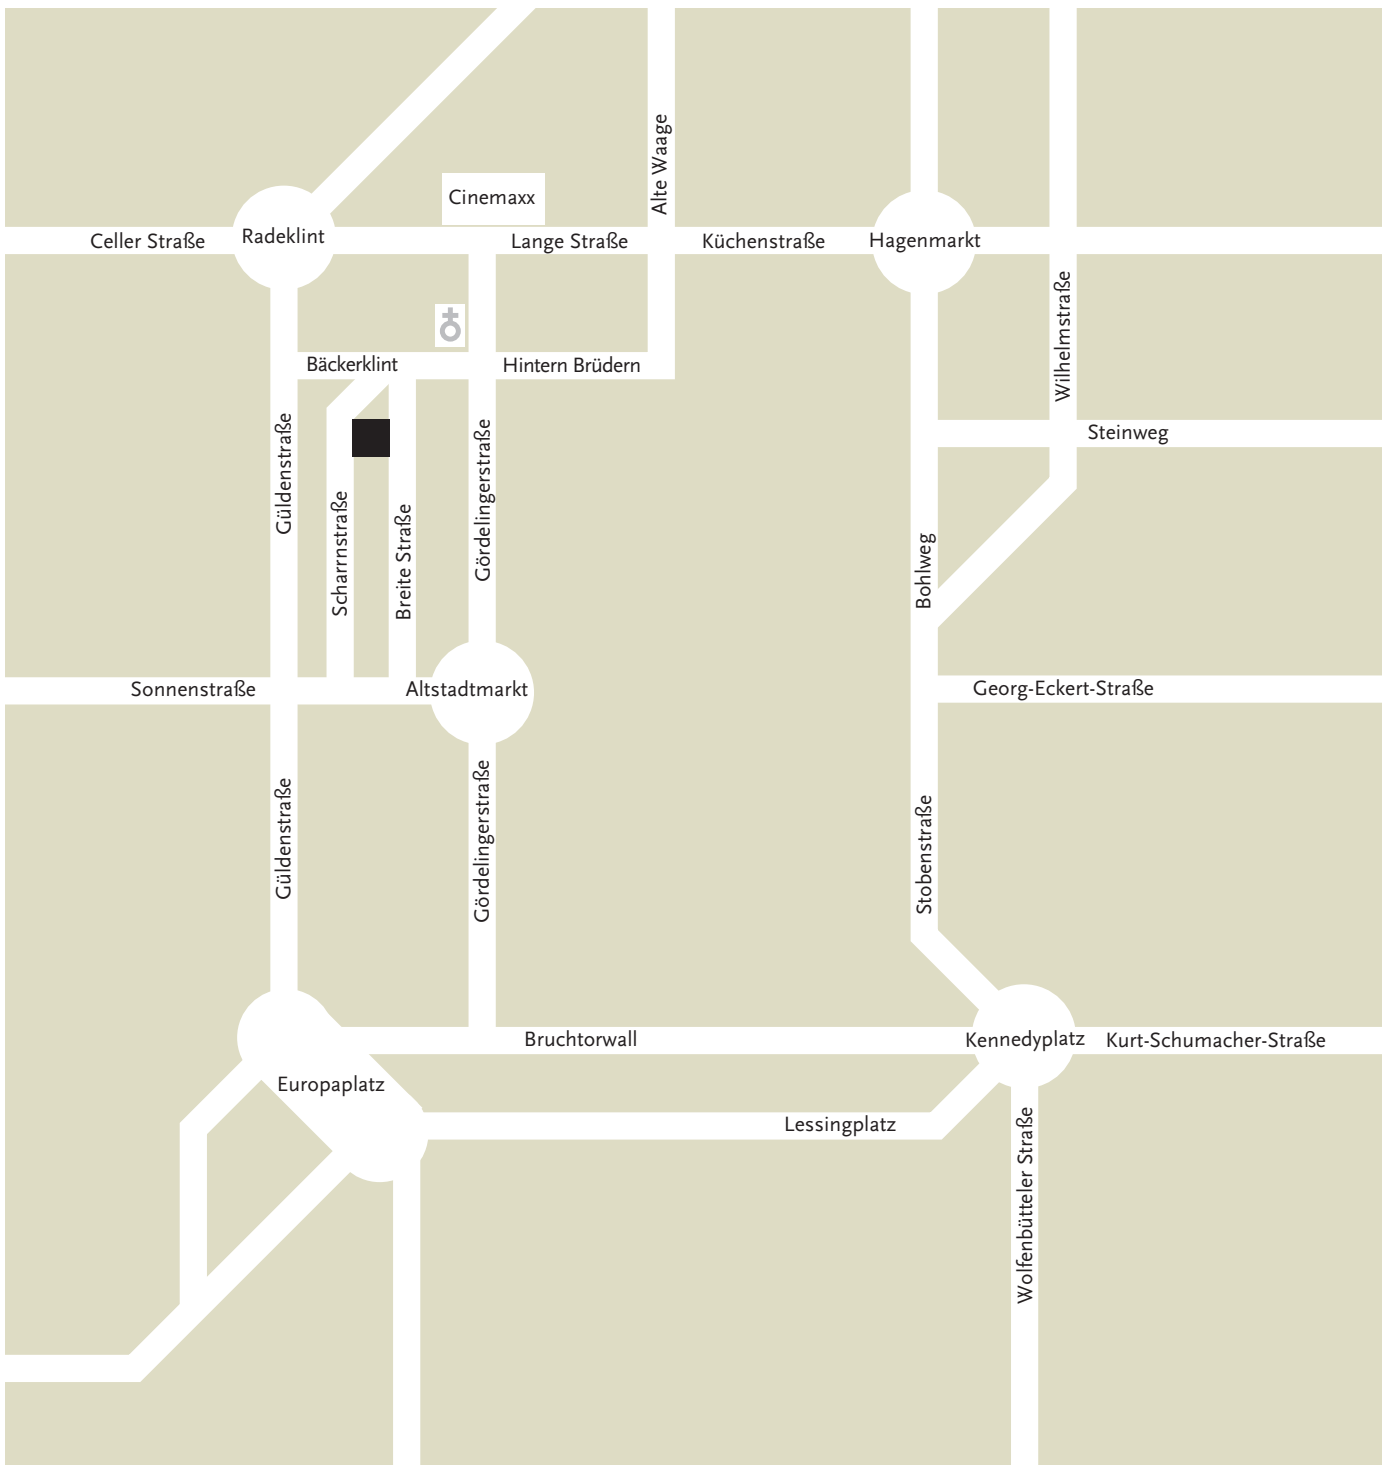 Alte Waage
Cinemaxx
Celler Straße
Radeklint
Lange Straße
Küchenstraße
Hagenmarkt
Wilhelmstraße
Bäckerklint
Hintern Brüdern
Güldenstraße
Scharrnstraße
Breite Straße
Gördelingerstraße
Steinweg
Bohlweg
Sonnenstraße
Altstadtmarkt
Georg-Eckert-Straße
Güldenstraße
Gördelingerstraße
Stobenstraße
Bruchtorwall
Kennedyplatz
Kurt-Schumacher-Straße
Europaplatz
Lessingplatz
Wolfenbütteler Straße